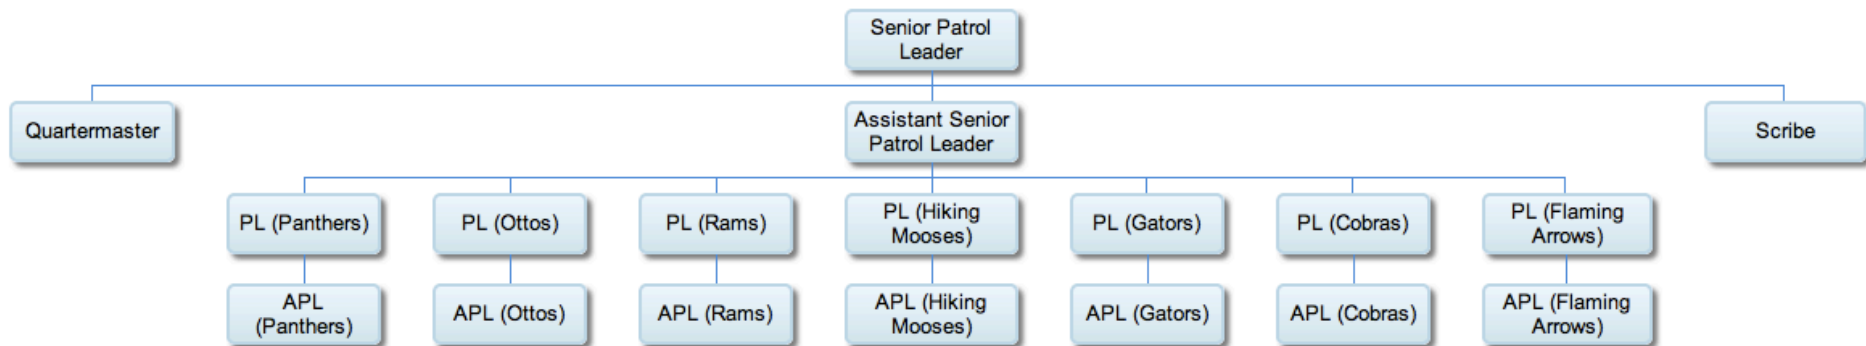 Senior Patrol
Leader
Quartermaster
Assistant Senior
Patrol Leader
Scribe
PL (Panthers)
PL (Ottos)
PL (Rams)
PL (Hiking
Mooses)
PL (Gators)
PL (Cobras)
PL (Flaming
Arrows)
APL
(Panthers)
APL (Ottos)
APL (Rams)
APL (Hiking
Mooses)
APL (Gators)
APL (Cobras)
APL (Flaming
Arrows)